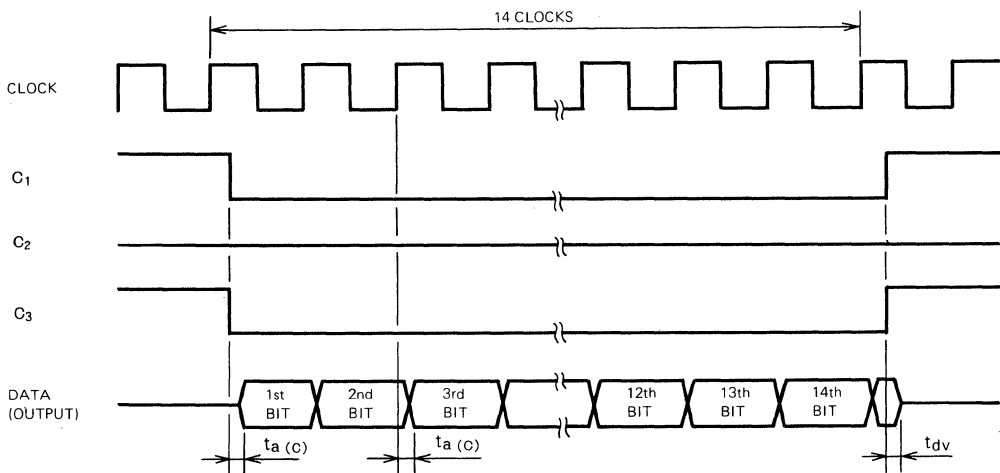 14 CLOCKS
CLOCK
C1
C2
C3
DATA
(OUTPUT)
1st
BIT
2nd
BIT
3rd
BIT
12th
BIT
13th
BIT
14th
BIT
ta (C)
ta (C)
tdv